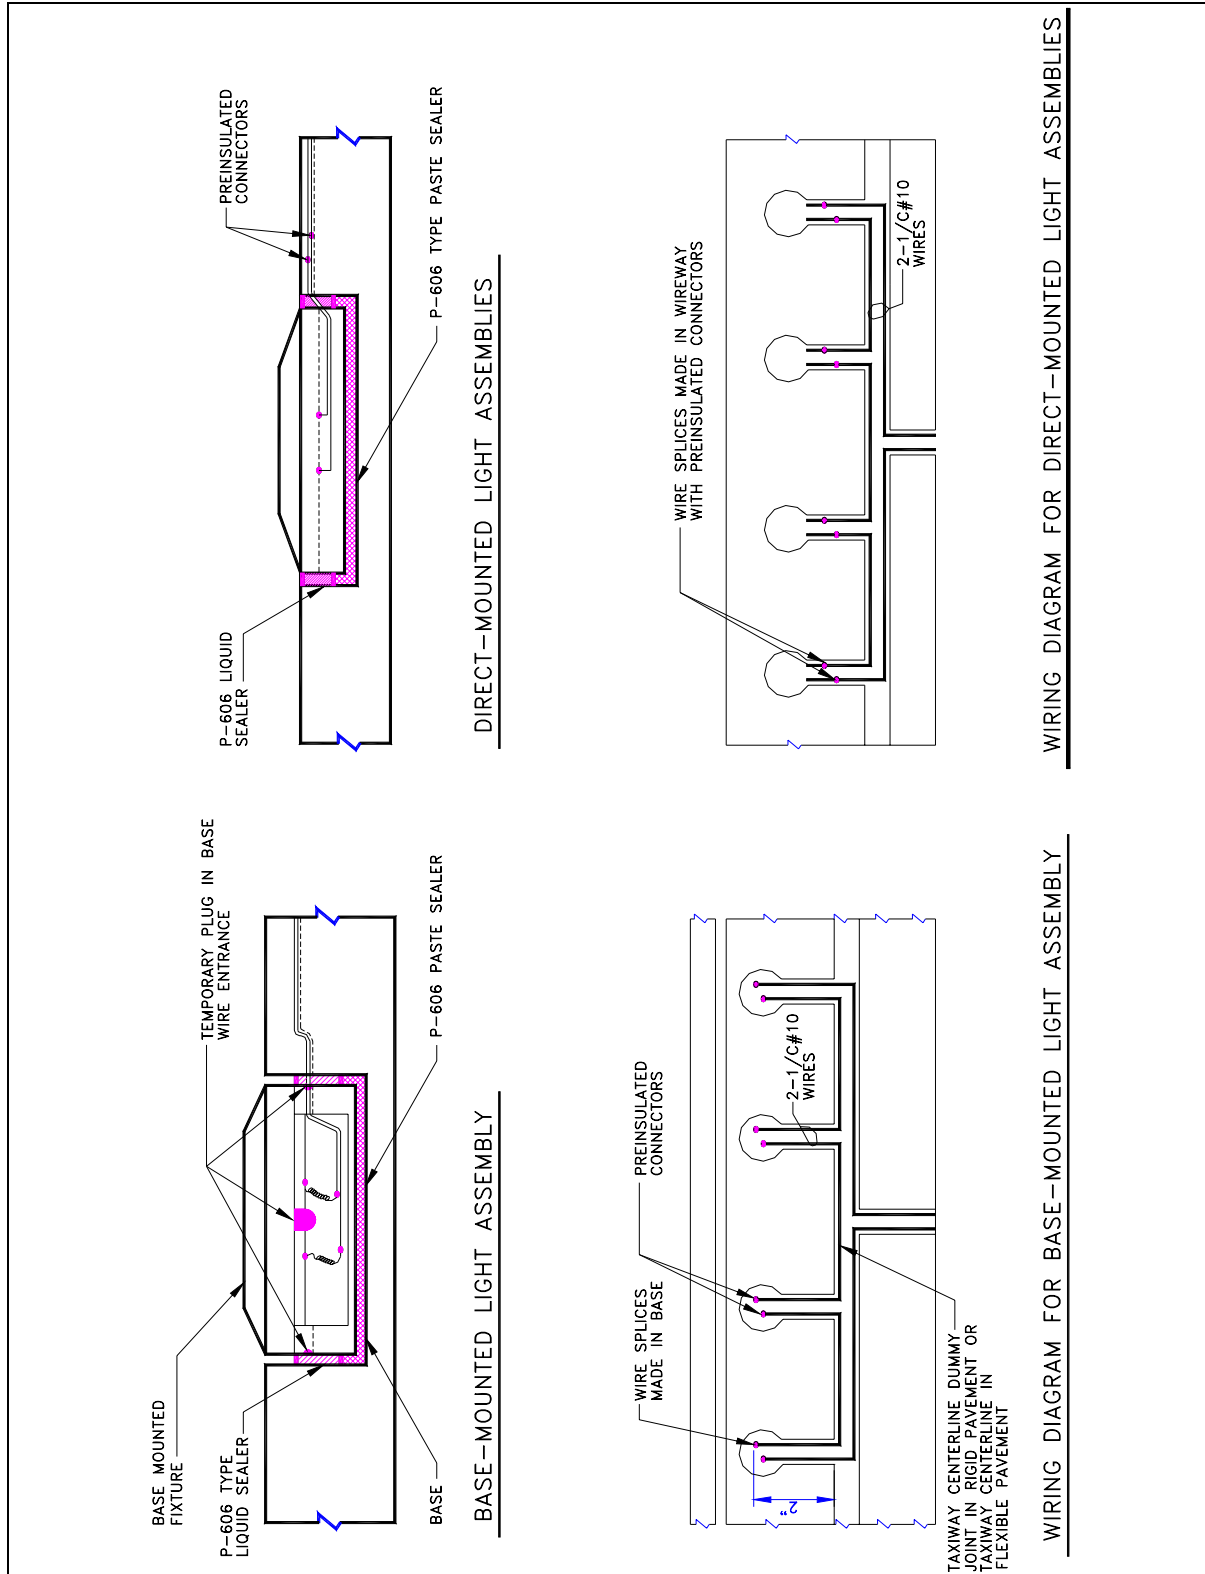 BASE MOUNTED
FIXTURE
P-606 TYPE
LIQUID SEALER
TEMPORARY PLUG IN BASE
WIRE ENTRANCE
BASE
P-606 PASTE SEALER
BASE-MOUNTED LIGHT ASSEMBLY
P-606 LIQUID
SEALER
PREINSULATED
CONNECTORS
P-606 TYPE PASTE SEALER
DIRECT-MOUNTED LIGHT ASSEMBLIES
WIRE SPLICES
MADE IN BASE
PREINSULATED
CONNECTORS
2-1/C#10
WIRES
2"
TAXIWAY CENTERLINE DUMMY
JOINT IN RIGID PAVEMENT OR
TAXIWAY CENTERLINE IN
FLEXIBLE PAVEMENT
WIRING DIAGRAM FOR BASE-MOUNTED LIGHT ASSEMBLY
WIRE SPLICES MADE IN WIREWAY
WITH PREINSULATED CONNECTORS
2-1/C#10
WIRES
WIRING DIAGRAM FOR DIRECT-MOUNTED LIGHT ASSEMBLIES